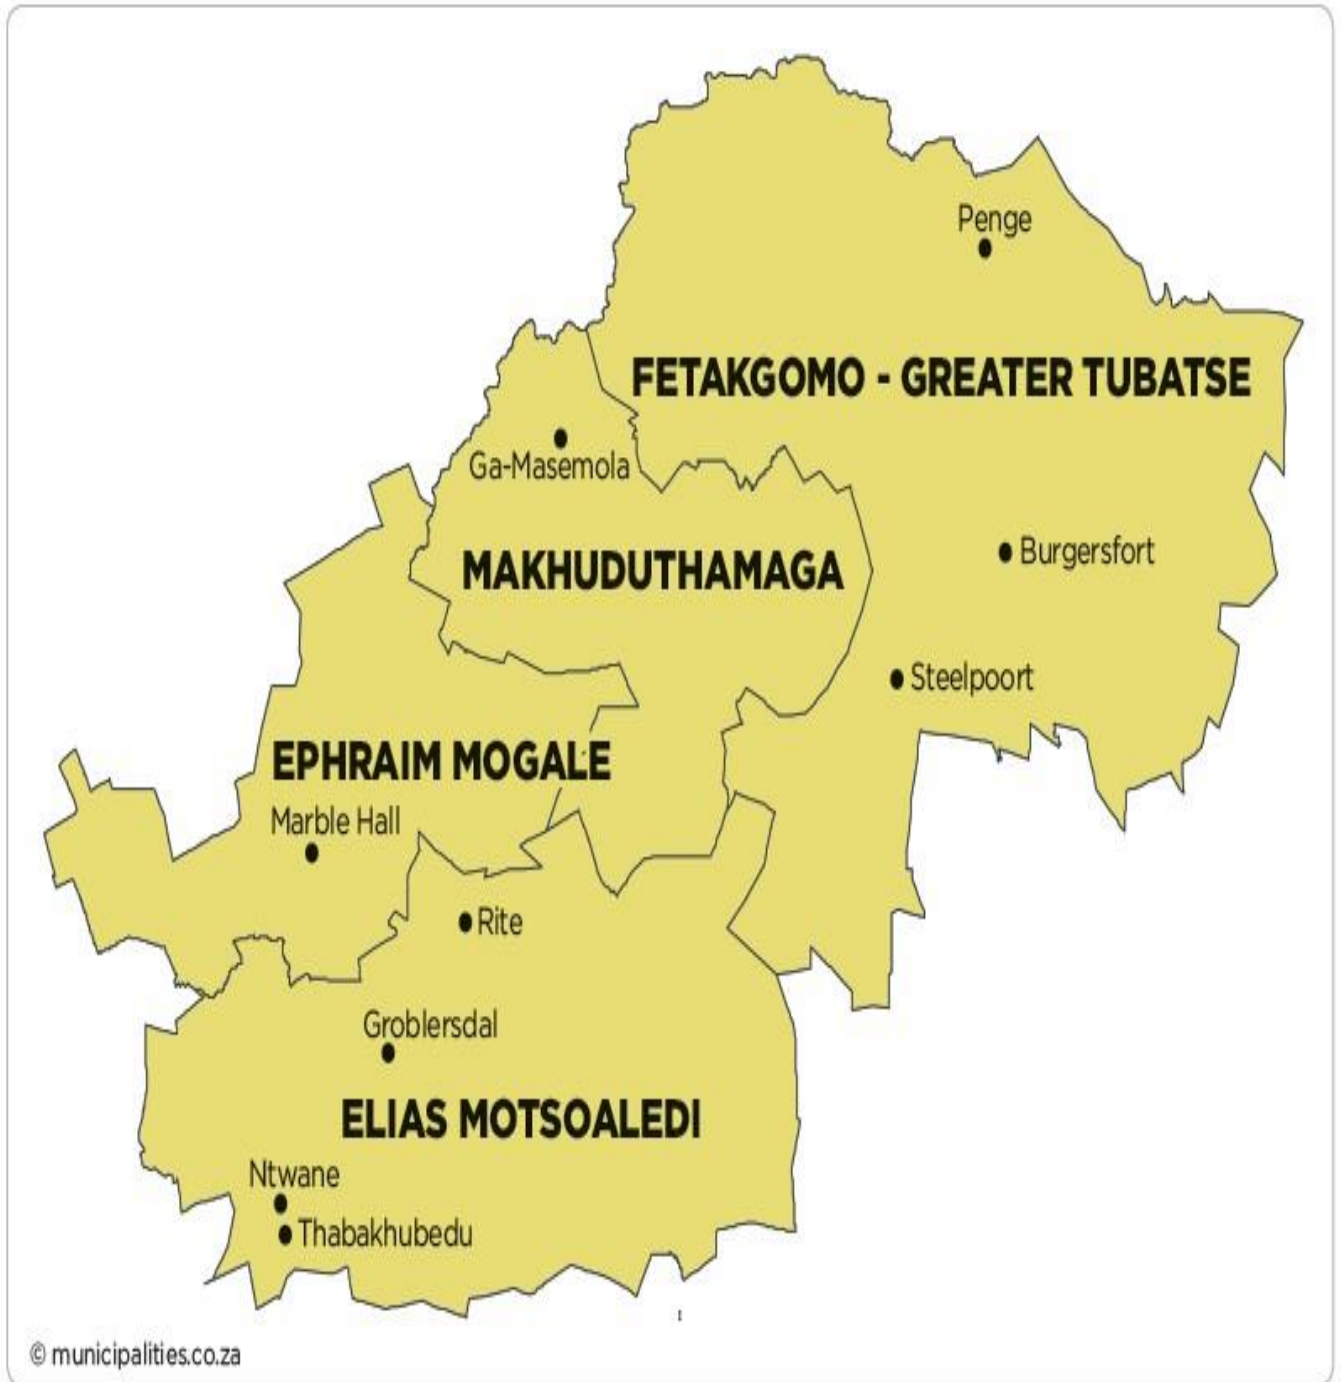 Penge
FETAKGOMO - GREATER TUBATSE
Ga-Masemola
Burgersfort
MAKHUDUTHAMAGA
Steelpoort
EPHRAIM MOGALE
Marble Hall
Rite
Groblersdal
ELIAS MOTSOALEDI
Ntwane
Thabakhubedu
© municipalities.co.za